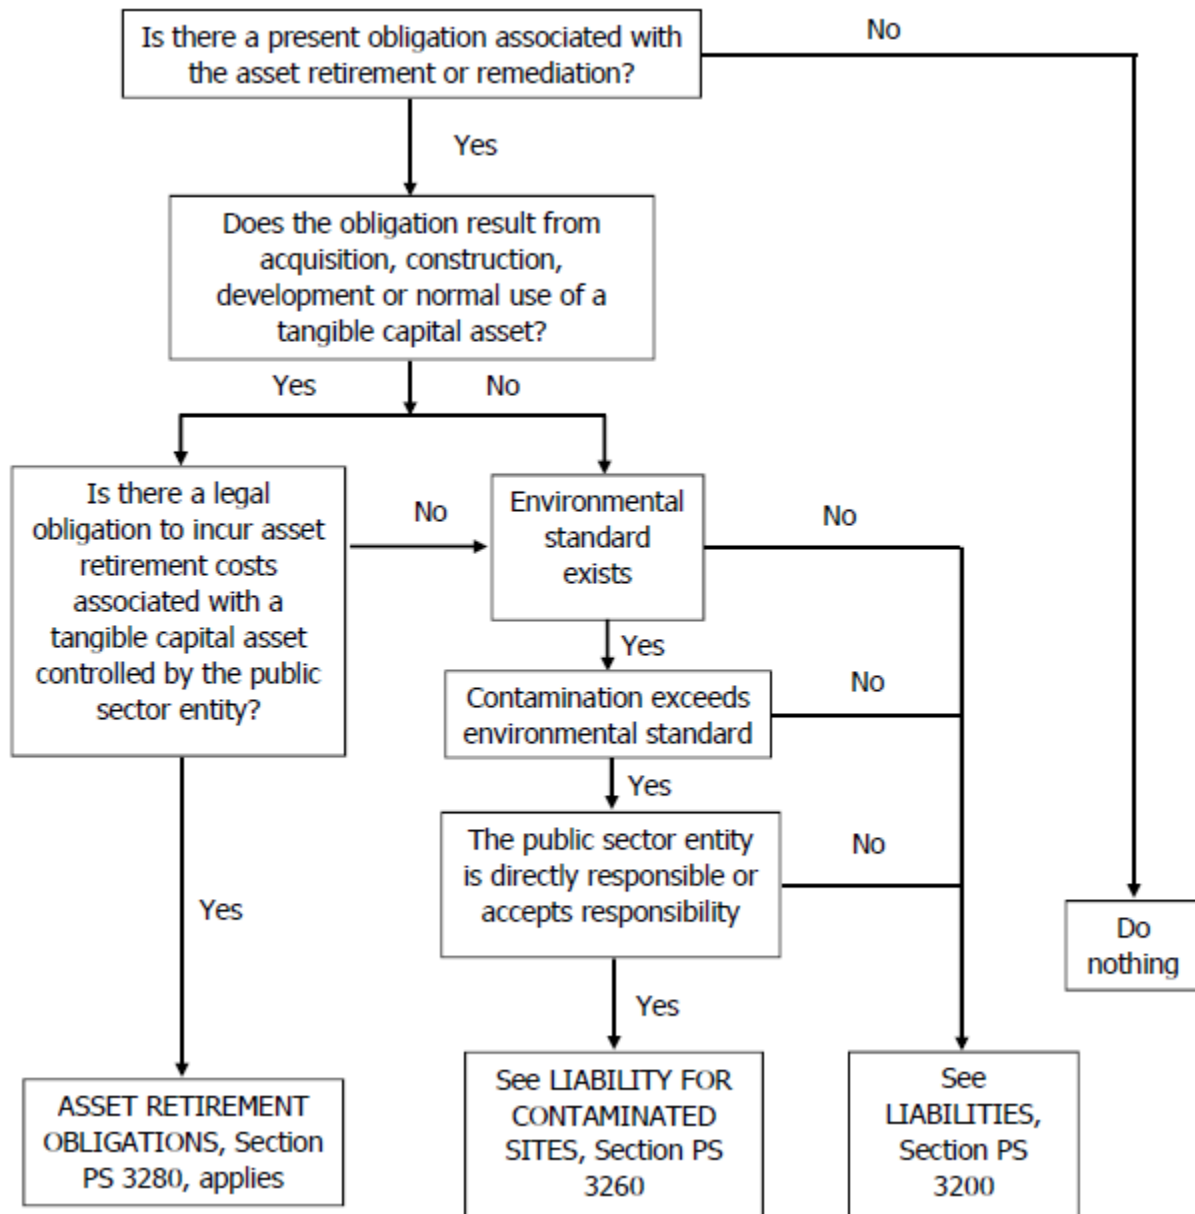 Is there a present obligation associated with
the asset retirement or remediation?
No
Yes
Does the obligation result from
acquisition, construction,
development or normal use of a
tangible capital asset?
Yes
No
Is there a legal
obligation to incur asset
retirement costs
associated with a
tangible capital asset
controlled by the public
sector entity?
No
Environmental
standard
exists
No
Yes
Contamination exceeds
environmental standard
No
Yes
The public sector entity
is directly responsible or
accepts responsibility
No
Yes
Yes
Do
nothing
ASSET RETIREMENT
OBLIGATIONS, Section
PS 3280, applies
See LIABILITY FOR
CONTAMINATED
SITES, Section PS
3260
See
LIABILITIES,
Section PS
3200